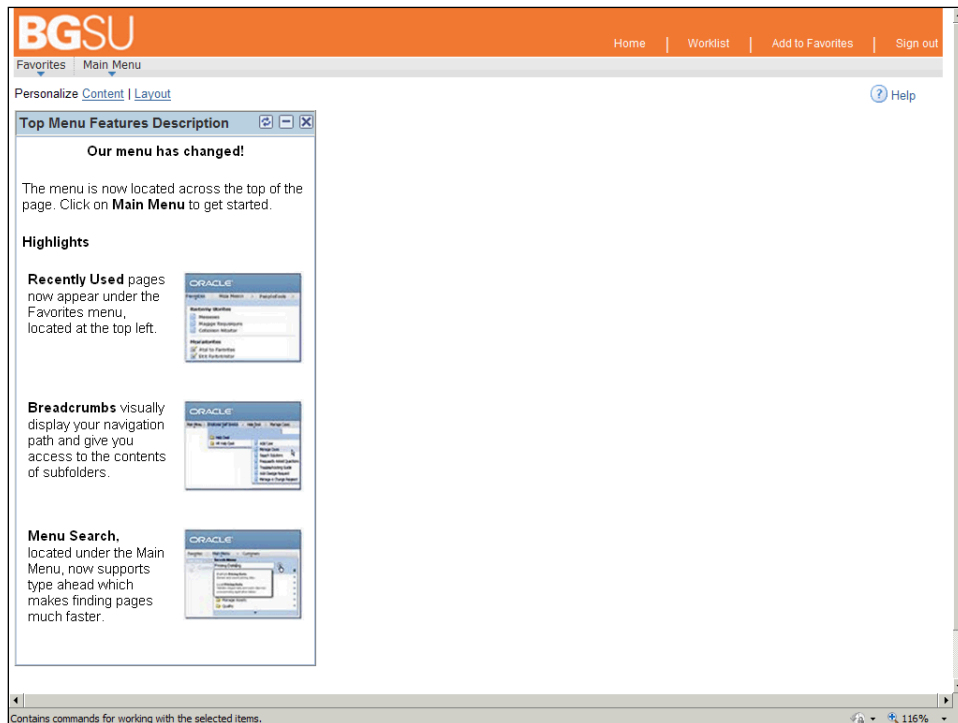 BGSU
Home | Worklist | Add to Favorites | Sign out
Favorites Main Menu
Personalize Content | Layout
? Help
Top Menu Features Description
Our menu has changed!
The menu is now located across the top of the
page. Click on Main Menu to get started.
Highlights
Recently Used pages
now appear under the
Favorites menu,
located at the top left.
ORACLE
Breadcrumbs visually
display your navigation
path and give you
access to the contents
of subfolders.
ORACLE
Menu Search,
located under the Main
Menu, now supports
type ahead which
makes finding pages
much faster.
ORACLE
Contains commands for working with the selected items.
116%